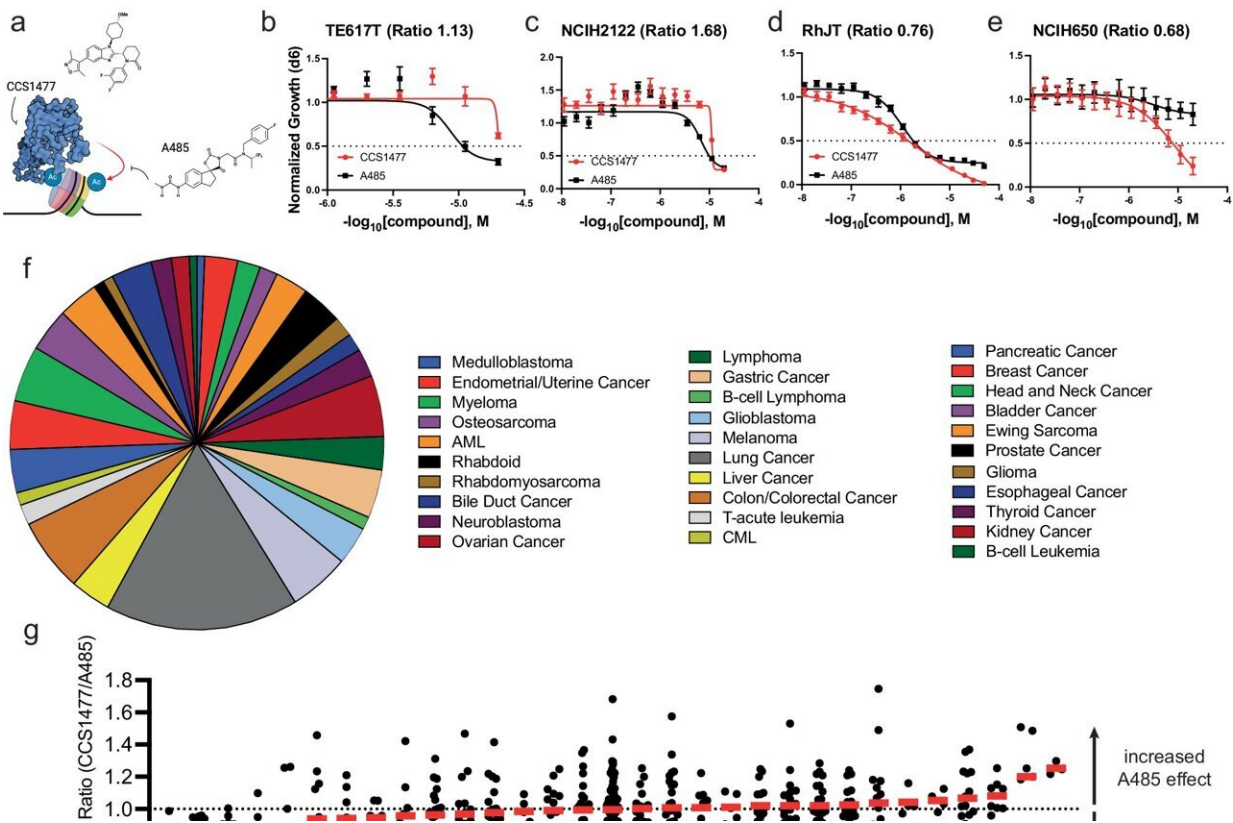 a
OMe
CCS1477
A485
Ac
Ac
b
TE617T (Ratio 1.13)
Normalized Growth (d6)
1.5
1.0
0.5
0.0
CCS1477
A485
-6.0
-5.5
-5.0
-4.5
-log10[compound], M
c
NCIH2122 (Ratio 1.68)
2.0
1.5
1.0
0.5
0.0
CCS1477
A485
-8
-7
-6
-5
-4
-log10[compound], M
d
RhJT (Ratio 0.76)
1.5
1.0
0.5
0.0
CCS1477
A485
-8
-7
-6
-5
-4
-log10[compound], M
e
NCIH650 (Ratio 0.68)
1.5
1.0
0.5
0.0
-8
-7
-6
-5
-4
-log10[compound], M
f
Medulloblastoma
Endometrial/Uterine Cancer
Myeloma
Osteosarcoma
AML
Rhabdoid
Rhabdomyosarcoma
Bile Duct Cancer
Neuroblastoma
Ovarian Cancer
Lymphoma
Gastric Cancer
B-cell Lymphoma
Glioblastoma
Melanoma
Lung Cancer
Liver Cancer
Colon/Colorectal Cancer
T-acute leukemia
CML
Pancreatic Cancer
Breast Cancer
Head and Neck Cancer
Bladder Cancer
Ewing Sarcoma
Prostate Cancer
Glioma
Esophageal Cancer
Thyroid Cancer
Kidney Cancer
B-cell Leukemia
g
Ratio (CCS1477/A485)
1.8
1.6
1.4
1.2
1.0
increased
A485 effect